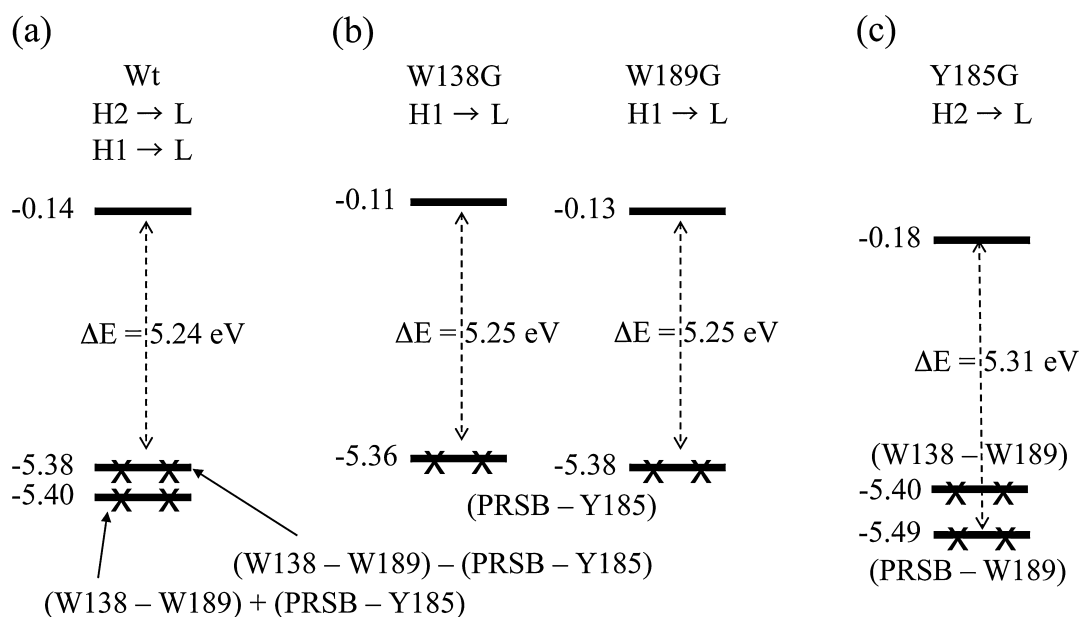 (a)
Wt
H2 → L
H1 → L
-0.14
ΔE = 5.24 eV
-5.38
-5.40
(W138 – W189) – (PRSB – Y185)
(W138 – W189) + (PRSB – Y185)
(b)
W138G
H1 → L
-0.11
ΔE = 5.25 eV
-5.36
W189G
H1 → L
-0.13
ΔE = 5.25 eV
-5.38
(PRSB – Y185)
(c)
Y185G
H2 → L
-0.18
ΔE = 5.31 eV
(W138 – W189)
-5.40
-5.49
(PRSB – W189)